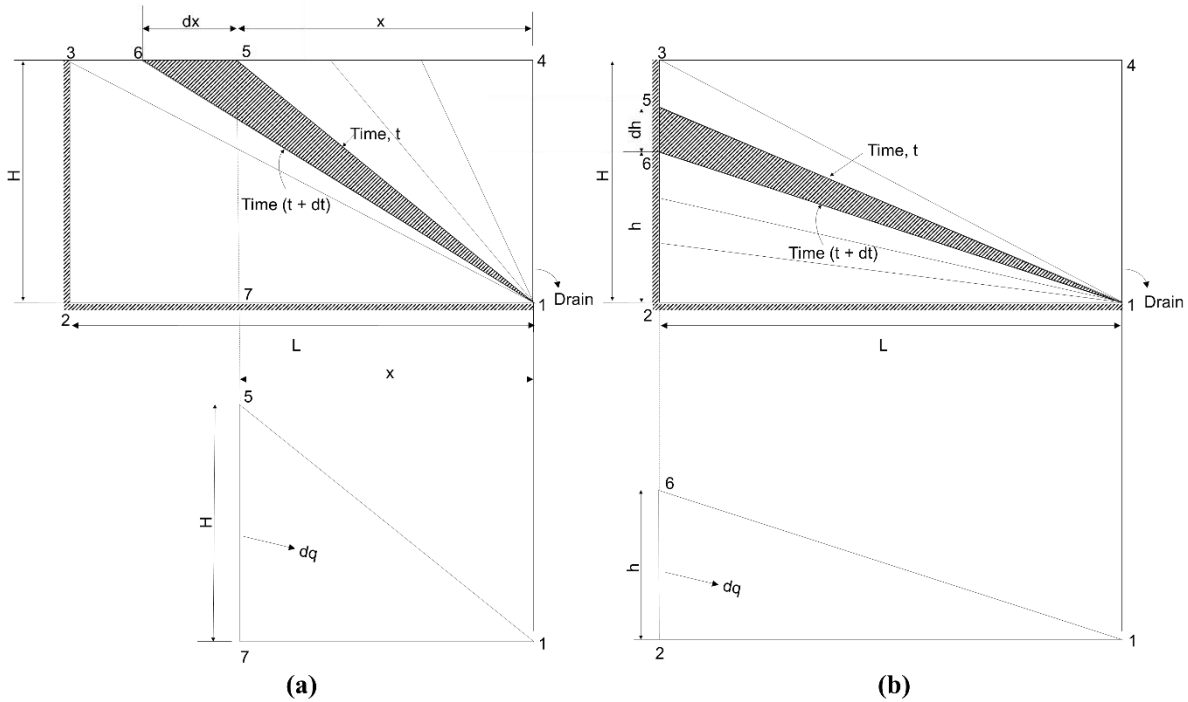 dx
x
3
6
5
4
H
Time, t
Time (t + dt)
7
2
1
Drain
L
x
5
H
dq
7
1
(a)
3
4
5
dh
6
H
h
Time, t
Time (t + dt)
2
1
Drain
L
6
h
dq
2
1
(b)